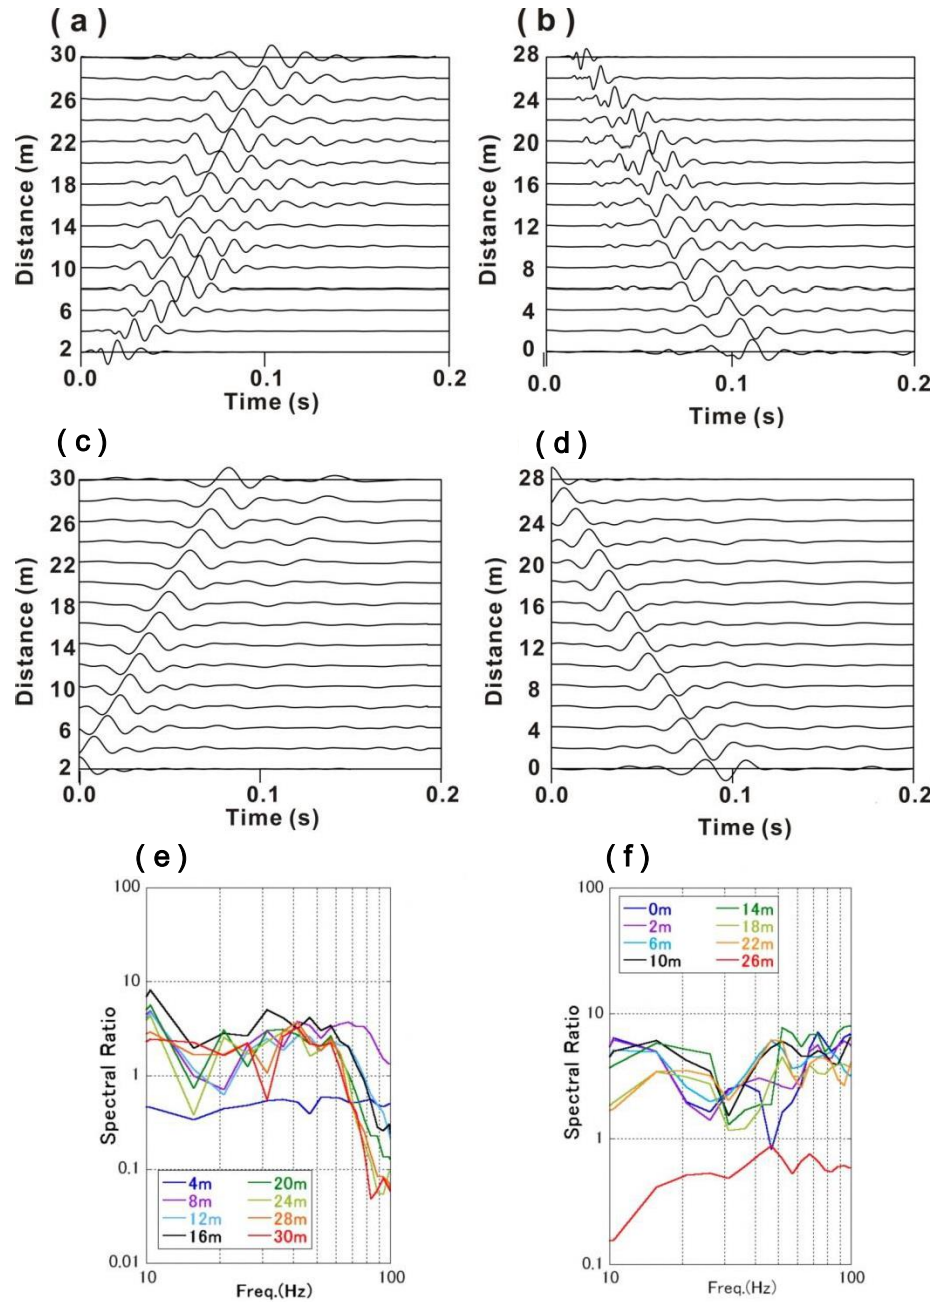 (a)
Distance (m)
30
26
22
18
14
10
6
2
0.0
0.1
0.2
Time (s)
(b)
Distance (m)
28
24
20
16
12
8
4
0
0.0
0.1
0.2
Time (s)
(c)
Distance (m)
30
26
22
18
14
10
6
2
0.0
0.1
0.2
Time (s)
(d)
Distance (m)
28
24
20
16
12
8
4
0
0.0
0.1
0.2
Time (s)
(e)
Spectral Ratio
100
10
1
0.1
0.01
4m 20m
8m 24m
12m 28m
16m 30m
10
100
Freq.(Hz)
(f)
Spectral Ratio
100
10
1
0.1
0m 14m
2m 18m
6m 22m
10m 26m
10
100
Freq.(Hz)